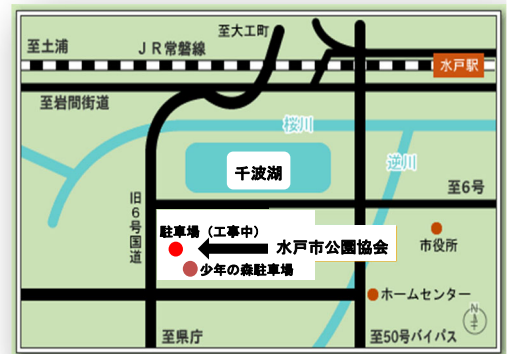 至大工町
至土浦
JR常磐線
水戸駅
至岩間街道
桜川
逆川
千波湖
至6号
旧6号国道
駐車場(工事中)
水戸市公園協会
市役所
少年の森駐車場
ホームセンター
N
至県庁
至50号バイパス